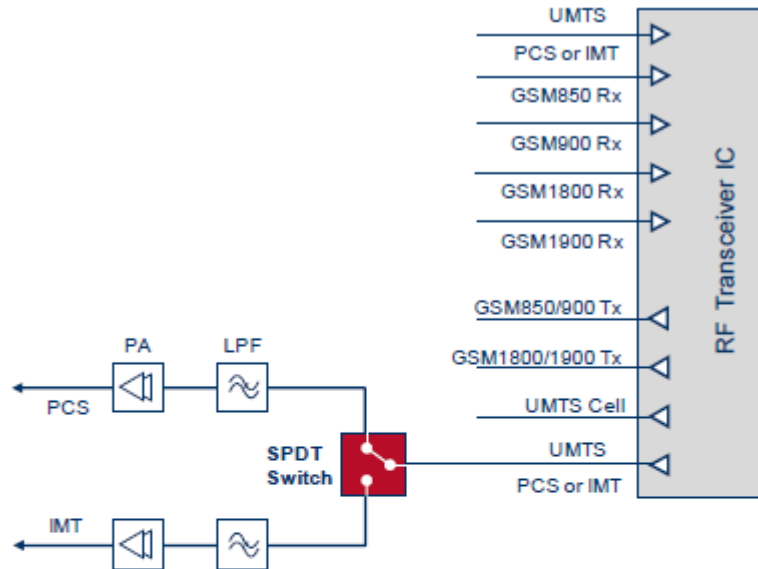 UMTS
PCS or IMT
GSM850 Rx
GSM900 Rx
GSM1800 Rx
GSM1900 Rx
RF Transceiver IC
GSM850/900 Tx
GSM1800/1900 Tx
UMTS Cell
UMTS
PCS or IMT
PA
LPF
PCS
SPDT
Switch
IMT